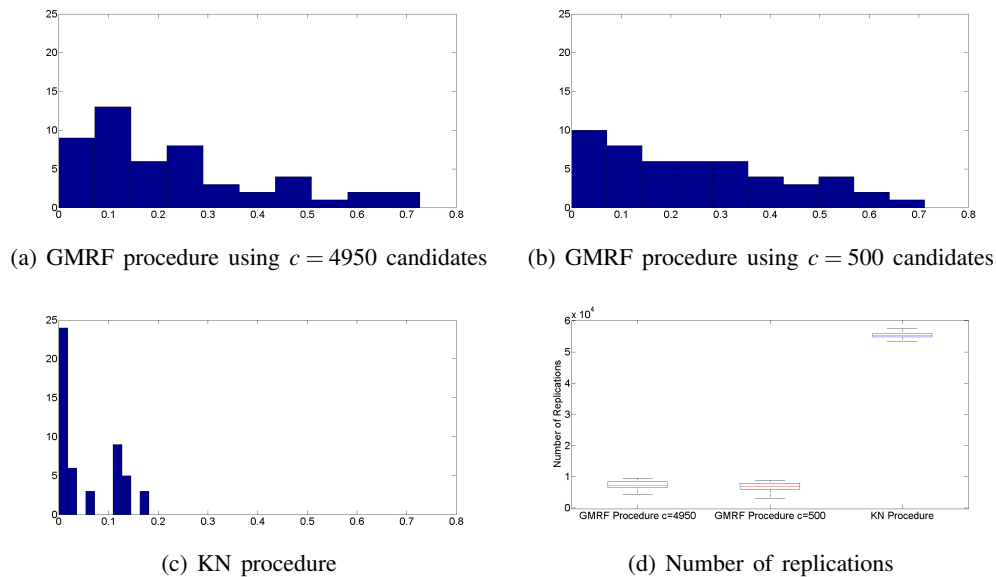 25
20
15
10
5
0
0 0.1 0.2 0.3 0.4 0.5 0.6 0.7 0.8
(a) GMRF procedure using c = 4950 candidates
25
20
15
10
5
0
0 0.1 0.2 0.3 0.4 0.5 0.6 0.7 0.8
(b) GMRF procedure using c = 500 candidates
25
20
15
10
5
0
0 0.1 0.2 0.3 0.4 0.5 0.6 0.7 0.8
(c) KN procedure
x 10^4
6
5
4
3
2
1
0
Number of Replications
GMRF Procedure c=4950 GMRF Procedure c=500 KN Procedure
(d) Number of replications